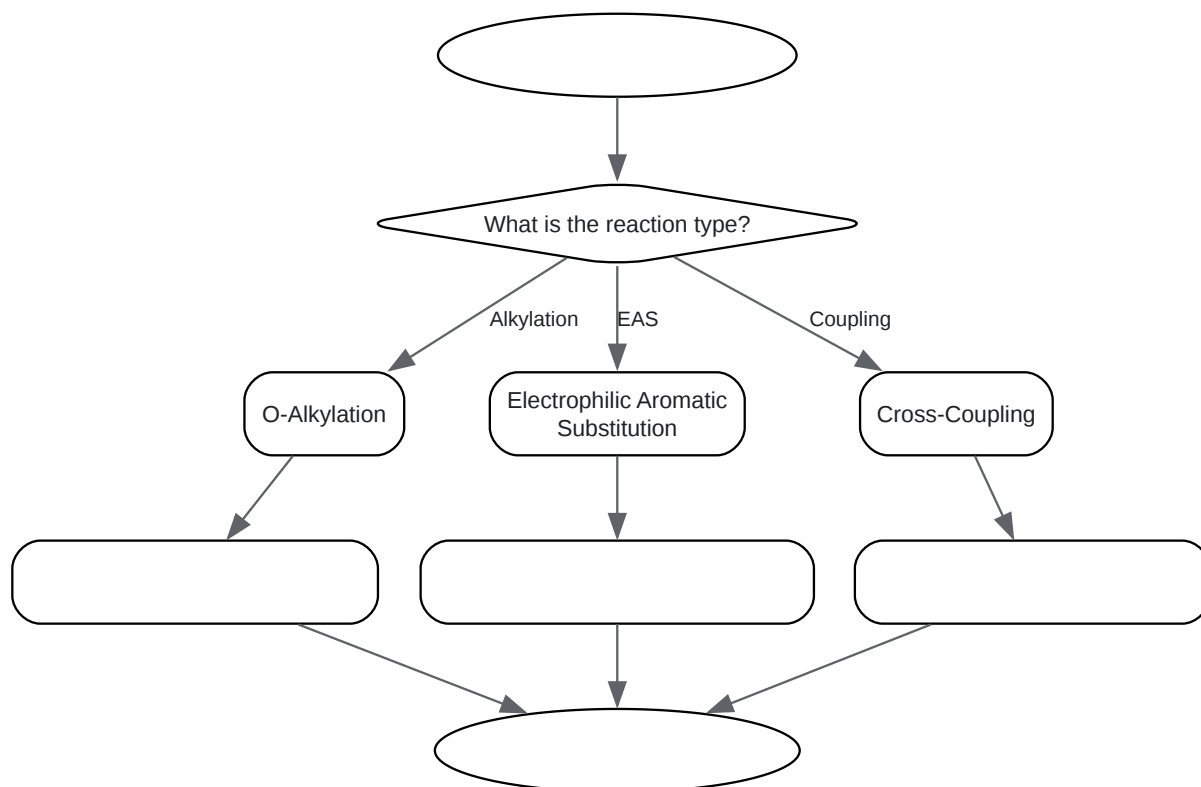 What is the reaction type?
Alkylation
EAS
Coupling
O-Alkylation
Electrophilic Aromatic
Substitution
Cross-Coupling